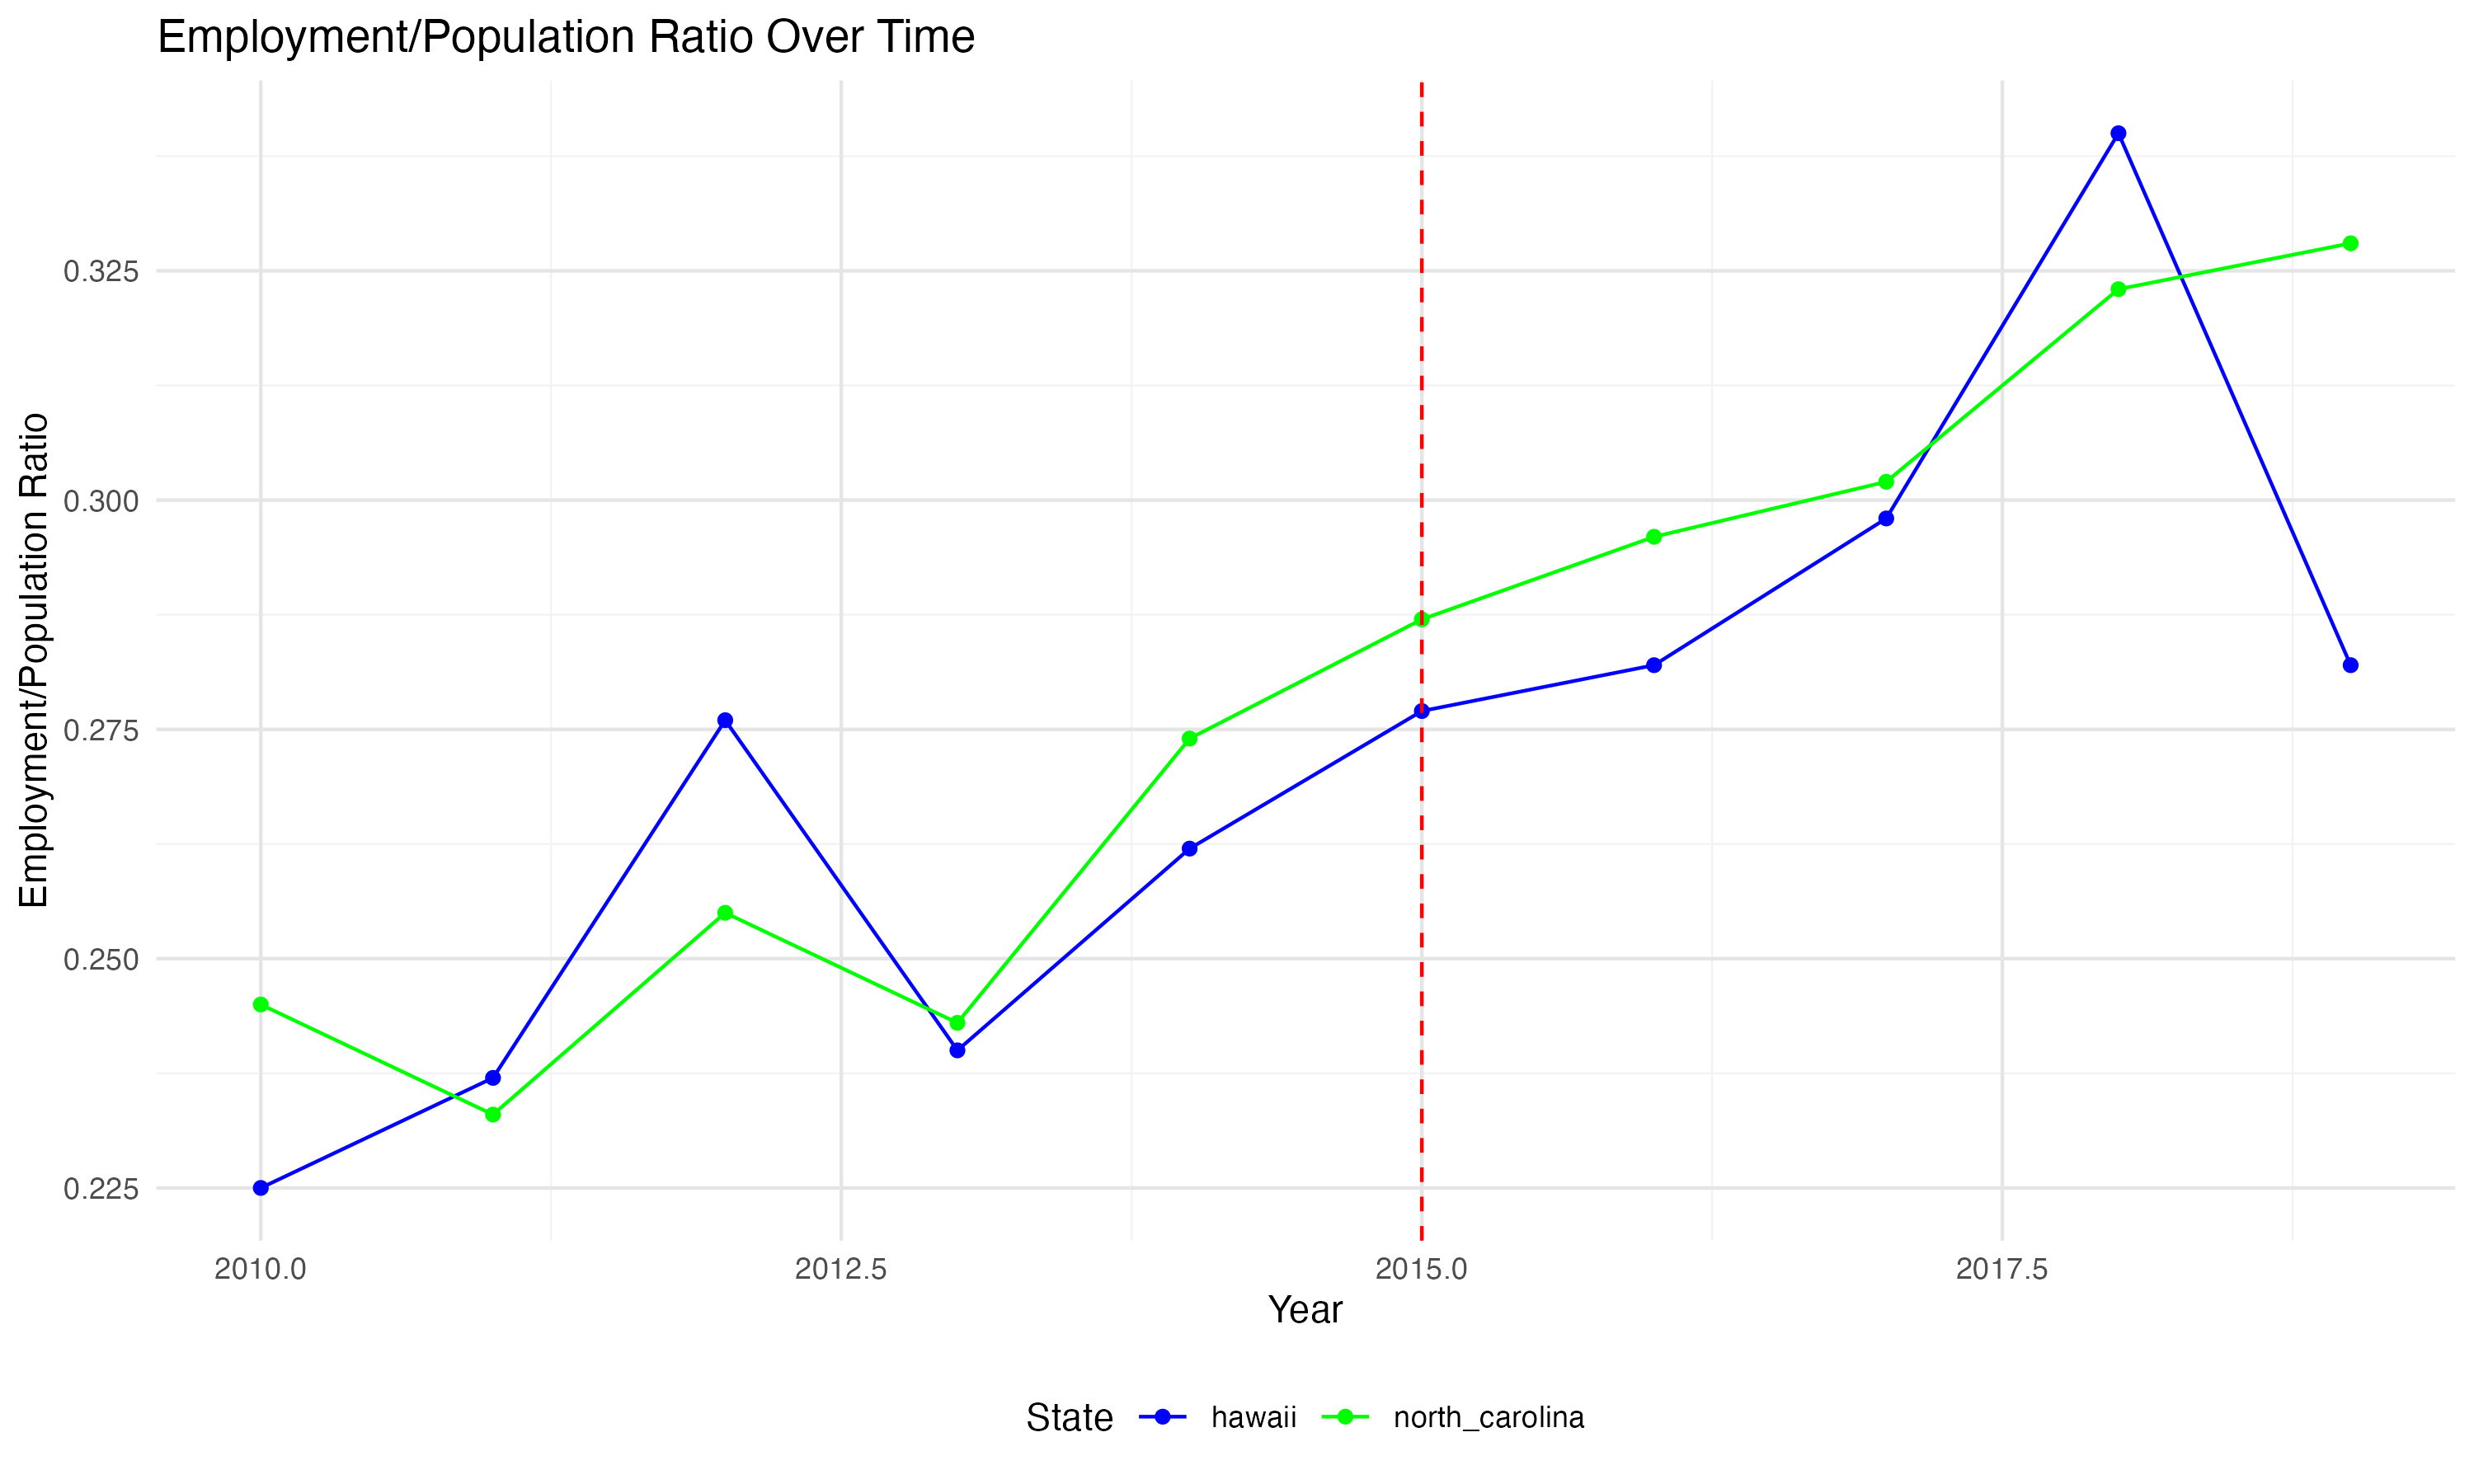 Employment/Population Ratio Over Time
Employment/Population Ratio
0.325
0.300
0.275
0.250
0.225
2010.0 2012.5 2015.0 2017.5
Year
State hawaii north_carolina